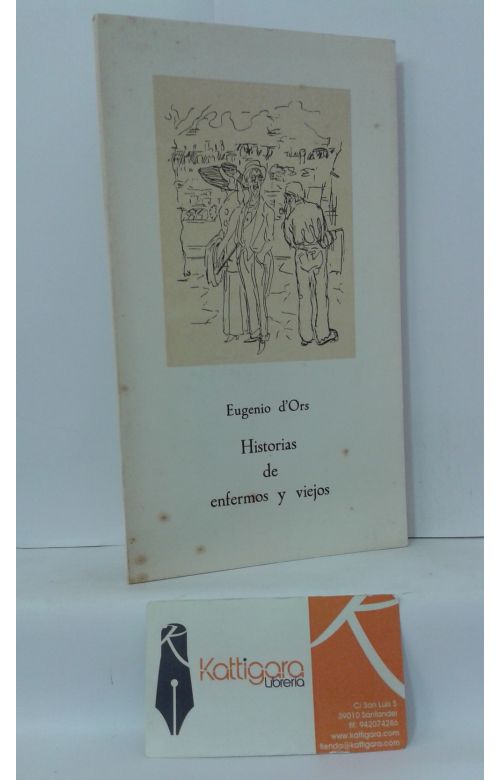 Eugenio d'Ors
Historias
de
enfermos y viejos
Kattigara
Librería
C/ San Luis 5
39010 Santander
tlf: 942074286
www.kattigara.com
tienda@kattigara.com